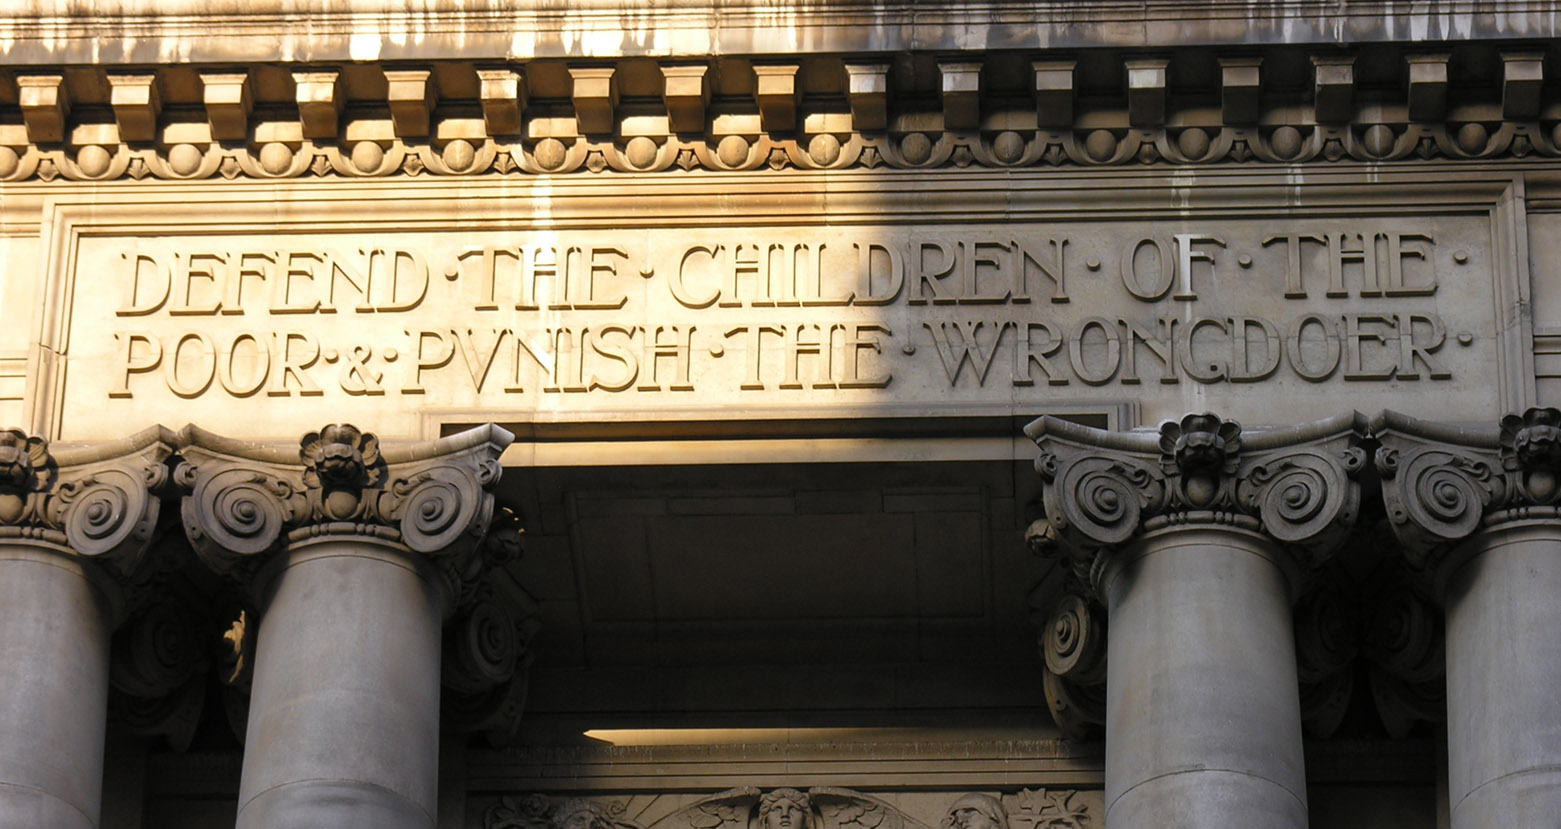 DEFEND · THE · CHILDREN · OF · THE ·
POOR · & · PVNISH · THE · WRONGDOER ·